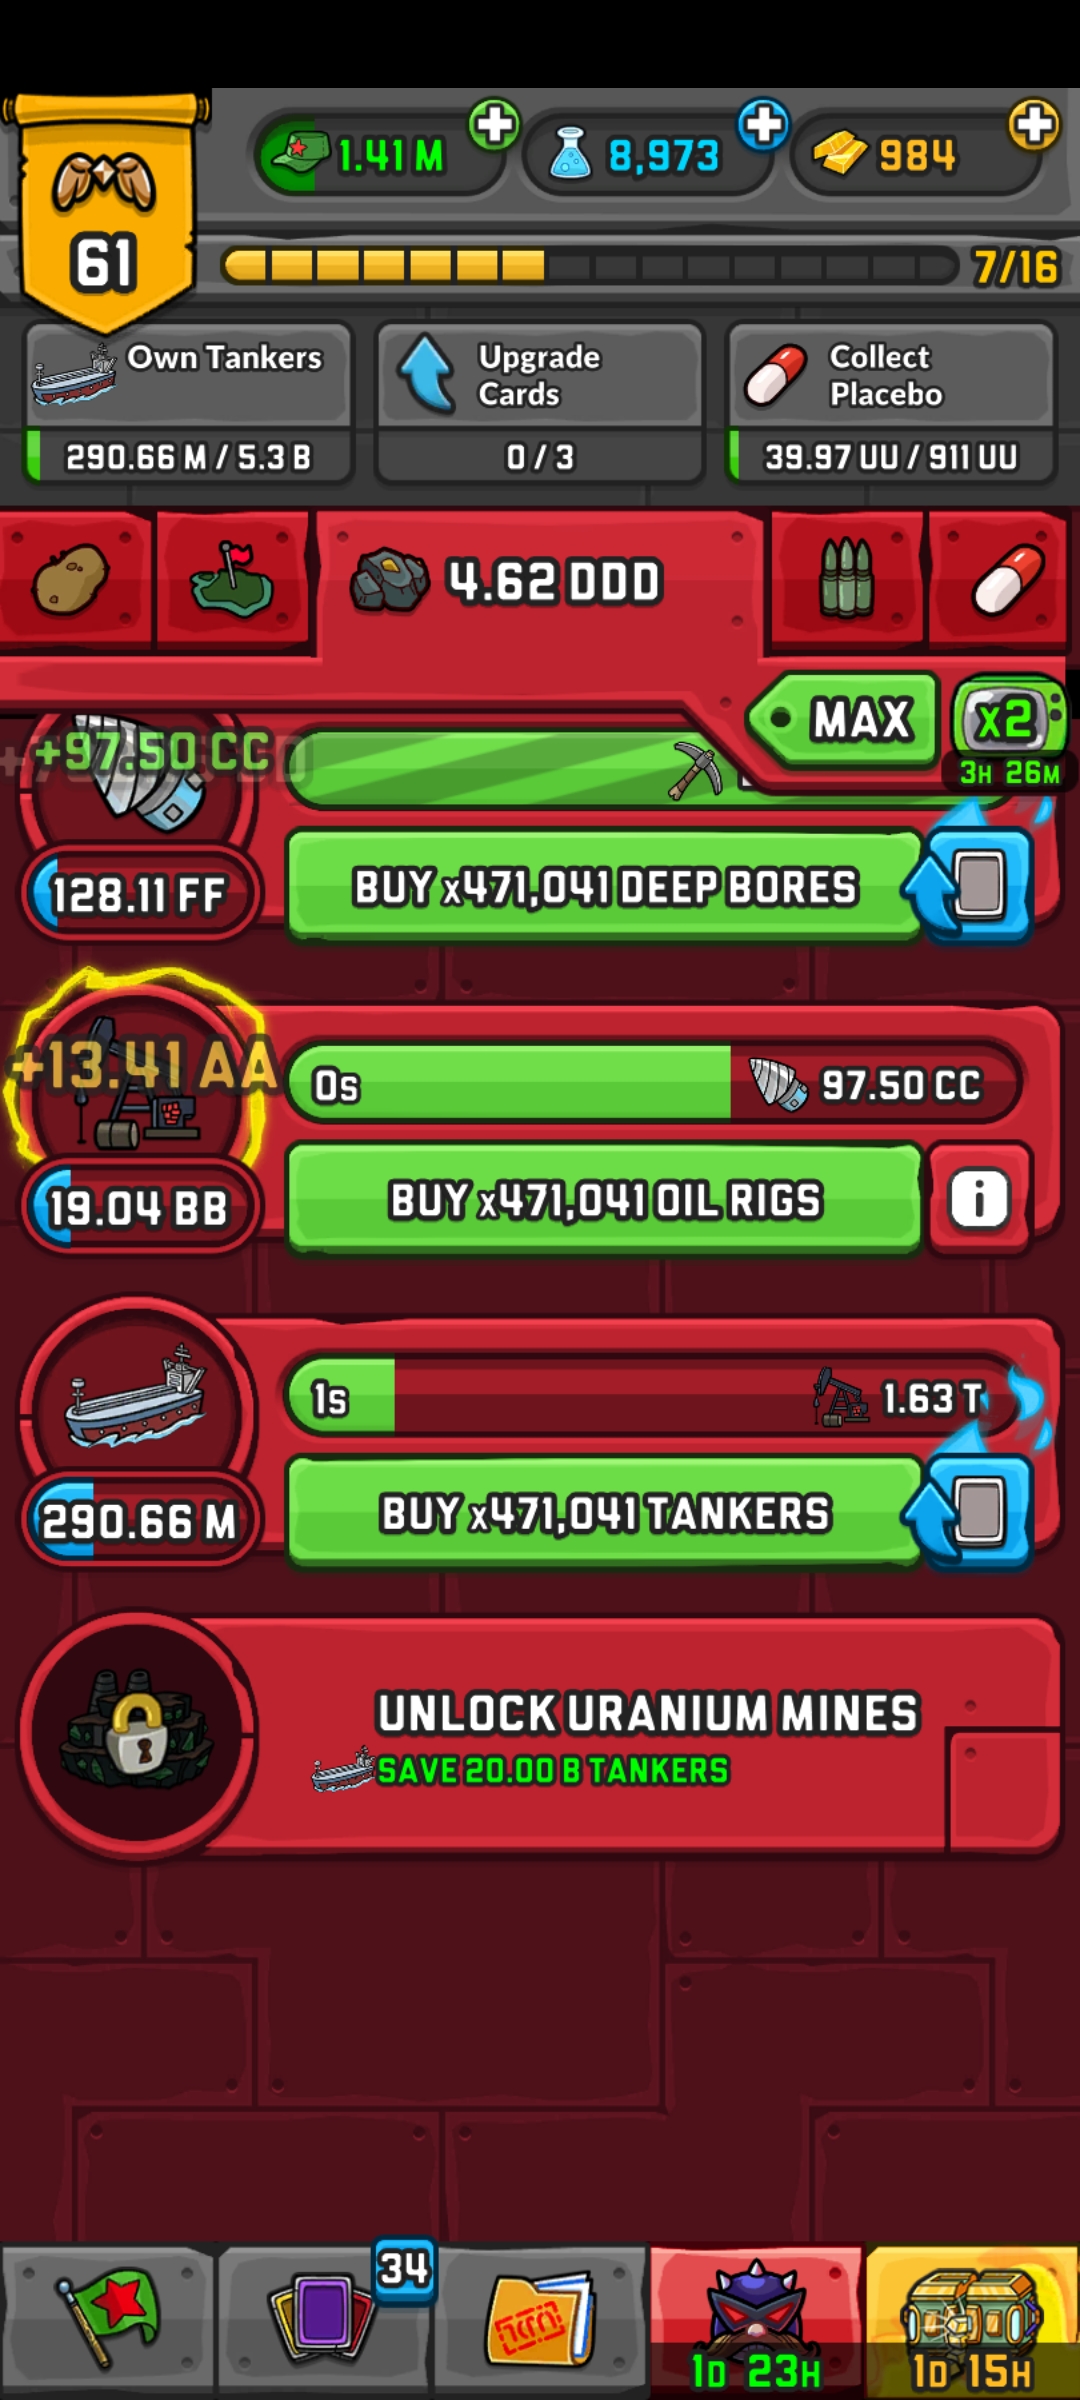 1.41 M
8,973
984
61
7/16
Own Tankers
290.66 M / 5.3 B
Upgrade
Cards
0 / 3
Collect
Placebo
39.97 UU / 911 UU
4.62 DDD
MAX
x2
3H 26M
+97.50 CC
128.11 FF
BUY x471,041 DEEP BORES
+13.41 AA
0s
97.50 CC
19.04 BB
BUY x471,041 OIL RIGS
i
1s
1.63 T
290.66 M
BUY x471,041 TANKERS
UNLOCK URANIUM MINES
SAVE 20.00 B TANKERS
34
1D 23H
1D 15H